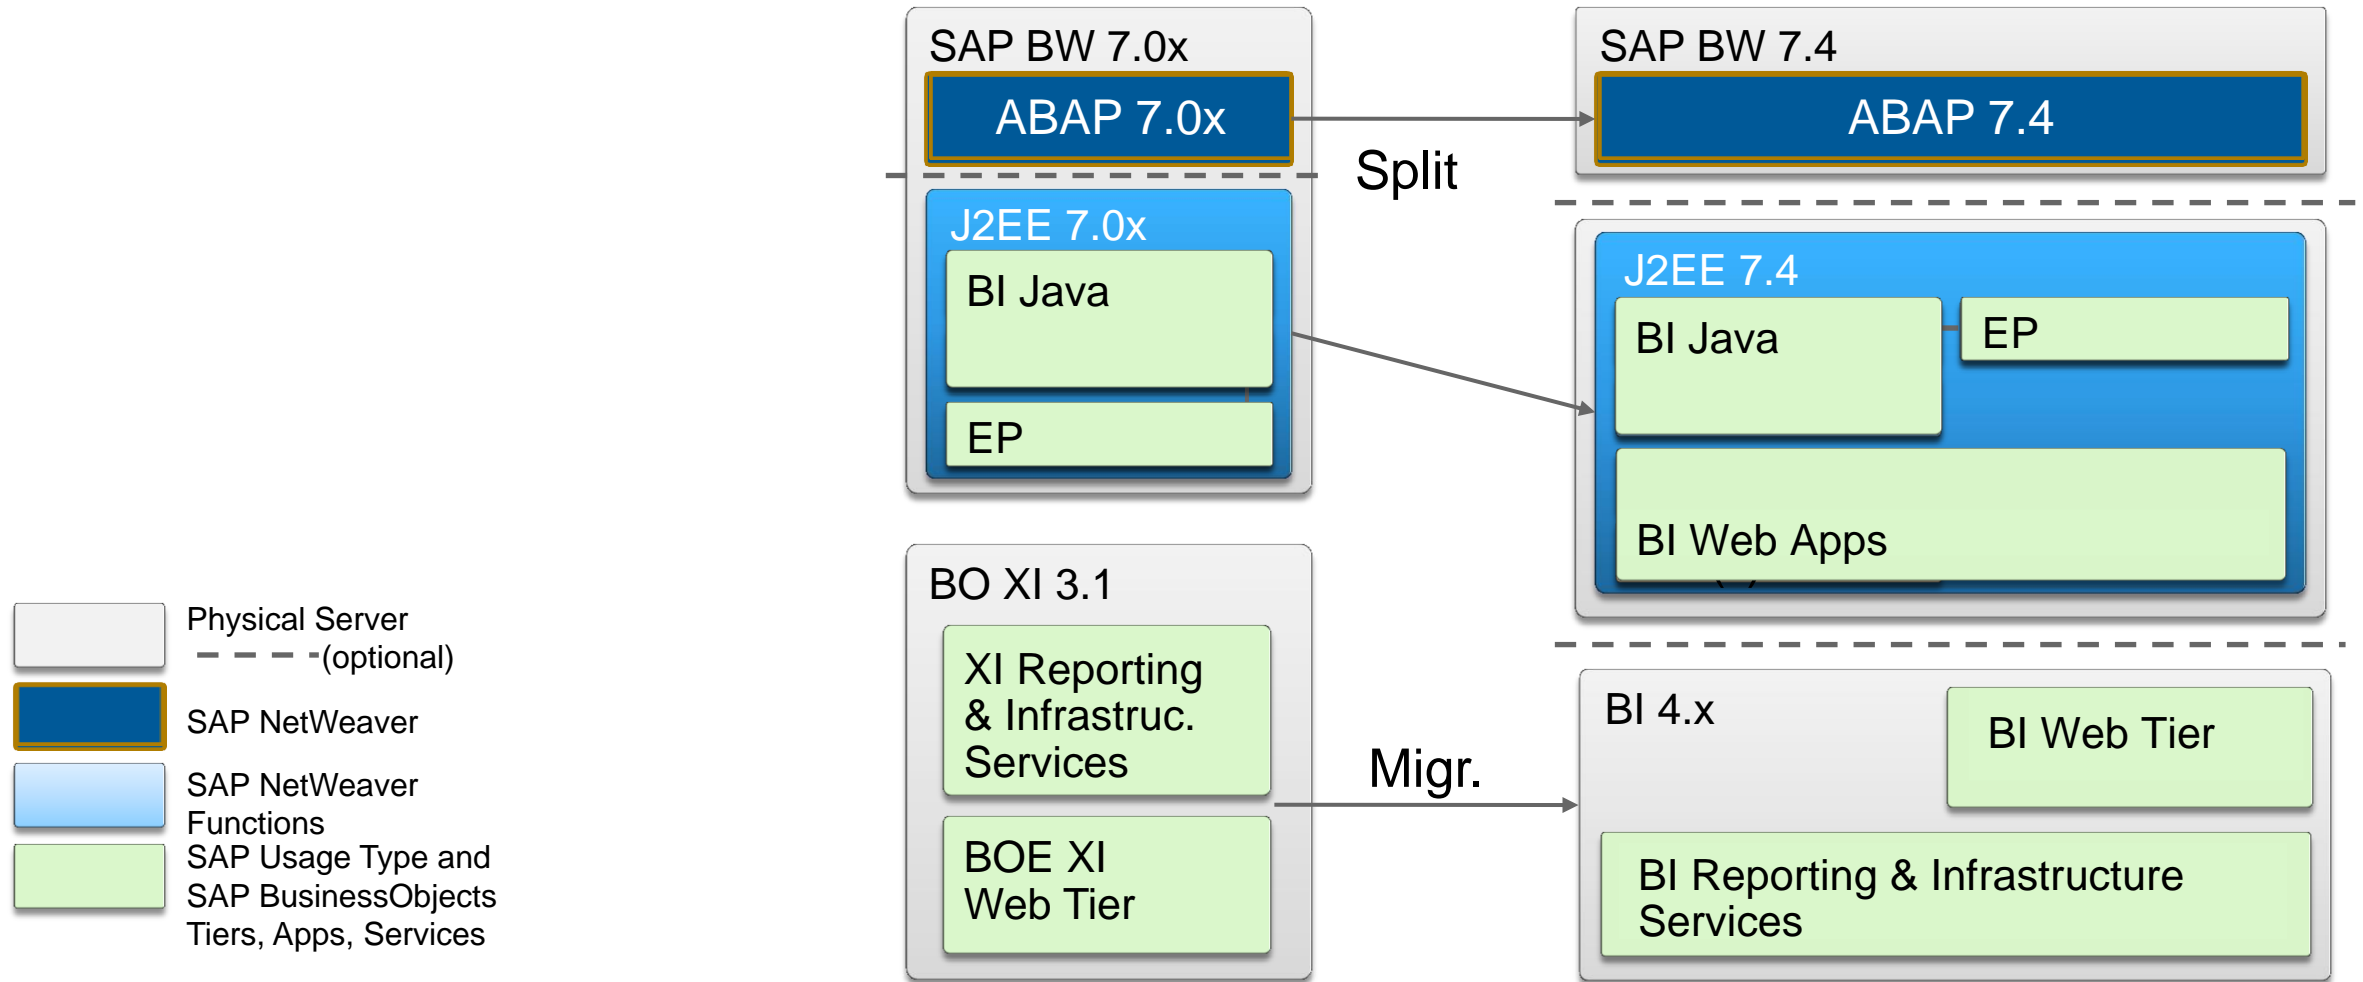 SAP BW 7.0x
ABAP 7.0x
J2EE 7.0x
BI Java
EP
Split
SAP BW 7.4
ABAP 7.4
J2EE 7.4
BI Java
EP
BI Web Apps
BO XI 3.1
XI Reporting
& Infrastruc.
Services
BOE XI
Web Tier
Migr.
BI 4.x
BI Web Tier
BI Reporting & Infrastructure
Services
Physical Server
(optional)
SAP NetWeaver
SAP NetWeaver
Functions
SAP Usage Type and
SAP BusinessObjects
Tiers, Apps, Services